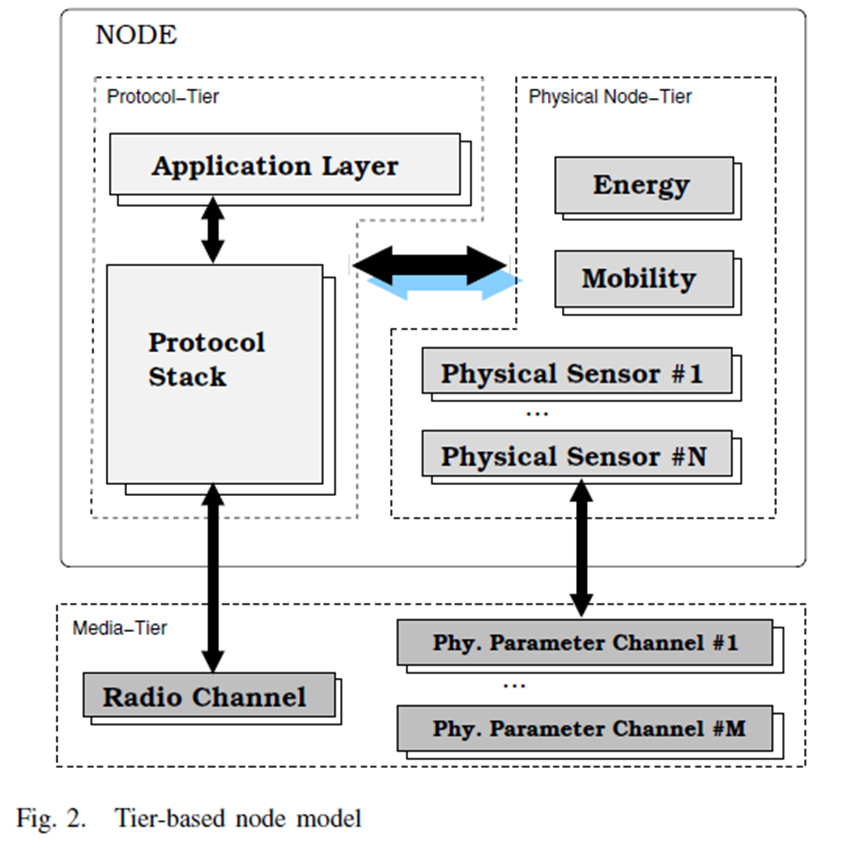 NODE
Protocol–Tier
Application Layer
Protocol
Stack
Physical Node–Tier
Energy
Mobility
Physical Sensor #1
...
Physical Sensor #N
Media–Tier
Radio Channel
Phy. Parameter Channel #1
...
Phy. Parameter Channel #M
Fig. 2. Tier-based node model